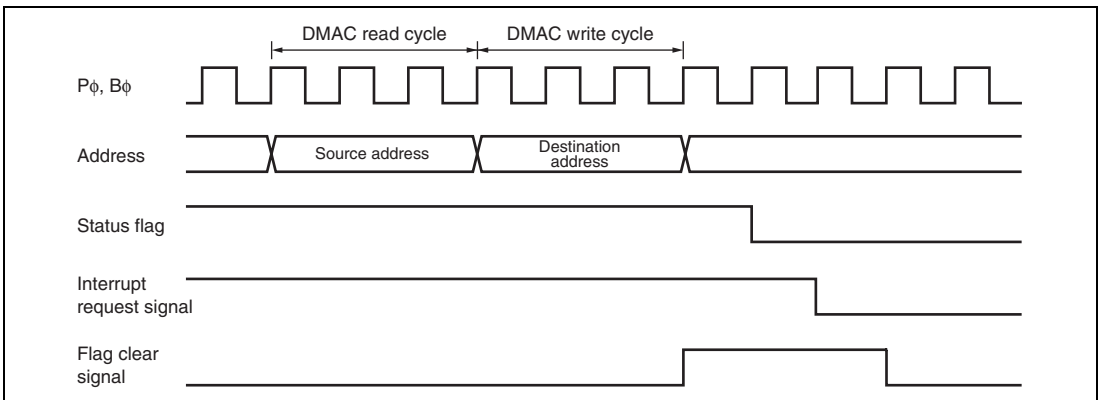 DMAC read cycle DMAC write cycle
Pϕ, Bϕ
Address
Source address
Destination
address
Status flag
Interrupt
request signal
Flag clear
signal